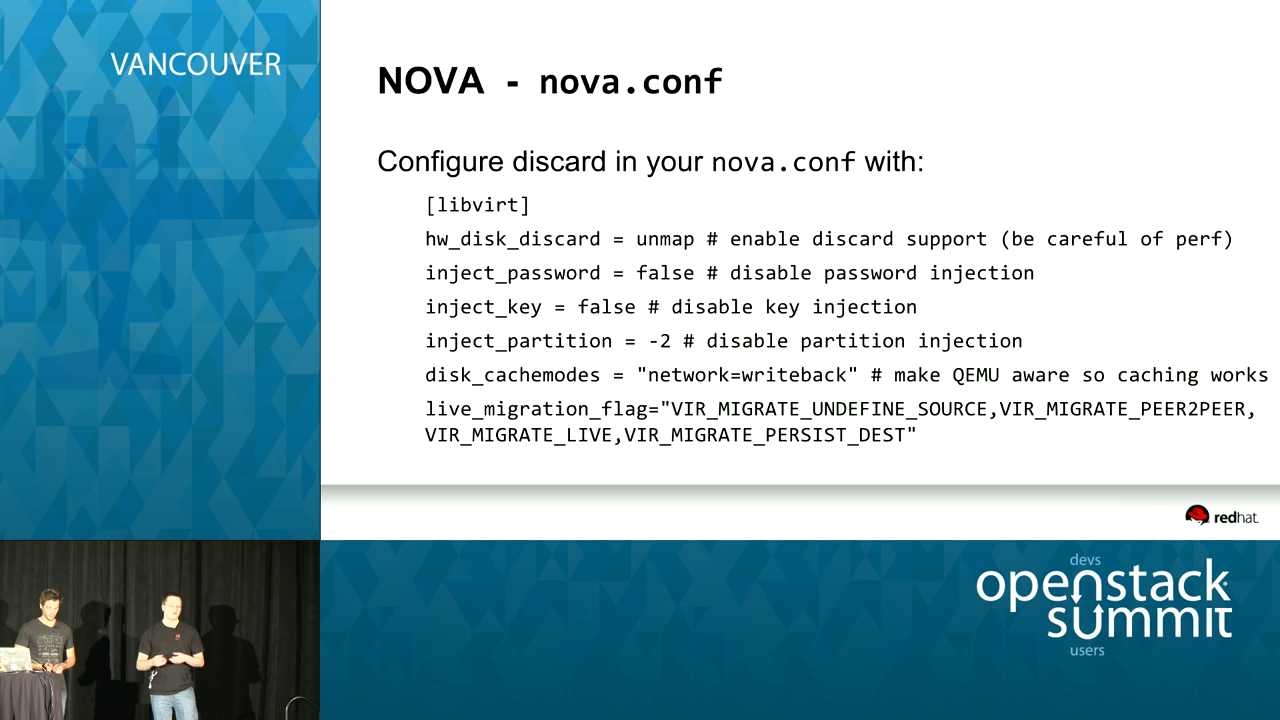 VANCOUVER
NOVA - nova.conf
Configure discard in your nova.conf with:
[libvirt]
hw_disk_discard = unmap # enable discard support (be careful of perf)
inject_password = false # disable password injection
inject_key = false # disable key injection
inject_partition = -2 # disable partition injection
disk_cachemodes = "network=writeback" # make QEMU aware so caching works
live_migration_flag="VIR_MIGRATE_UNDEFINE_SOURCE,VIR_MIGRATE_PEER2PEER,
VIR_MIGRATE_LIVE,VIR_MIGRATE_PERSIST_DEST"
redhat.
devs
openstack
summit
users